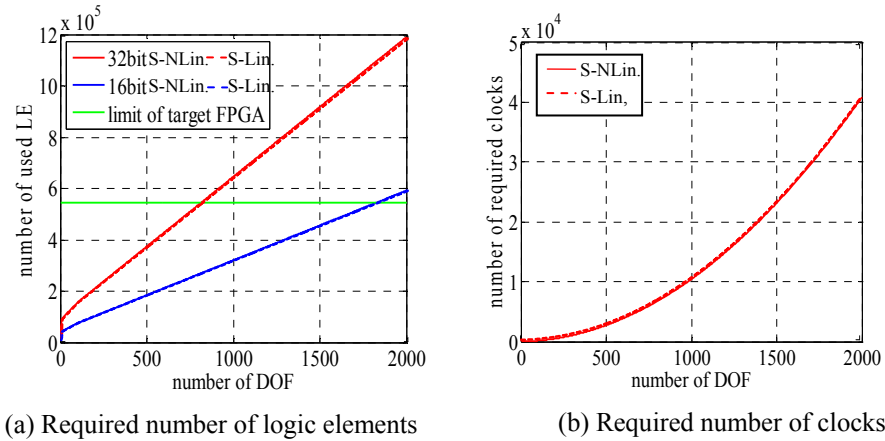 x 10^5
12
10
8
6
4
2
0
number of used LE
32bit S-NLin. S-Lin.
16bit S-NLin. S-Lin.
limit of target FPGA
0 500 1000 1500 2000
number of DOF
(a) Required number of logic elements
x 10^4
5
4
3
2
1
0
number of required clocks
S-NLin.
S-Lin,
0 500 1000 1500 2000
number of DOF
(b) Required number of clocks